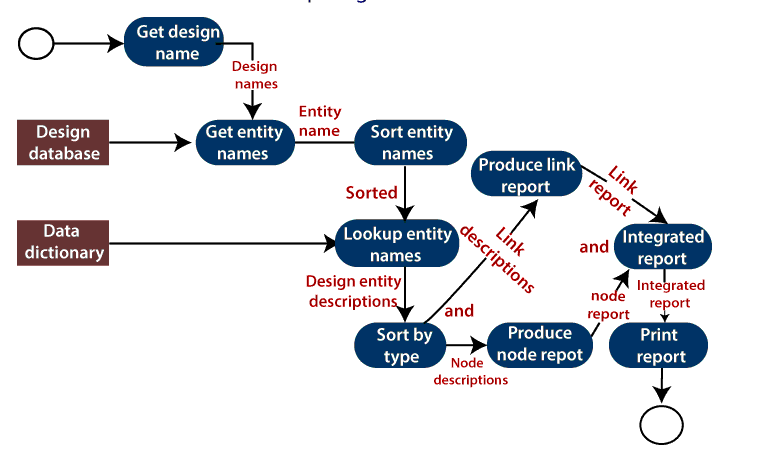 Get design
name
Design
names
Design
database
Get entity
names
Entity
name
Sort entity
names
Sorted
Data
dictionary
Lookup entity
names
Design entity
descriptions
Sort by
type
and
Link
descriptions
Produce link
report
Link
report
Node
descriptions
Produce
node repot
node
report
and
Integrated
report
Integrated
report
Print
report